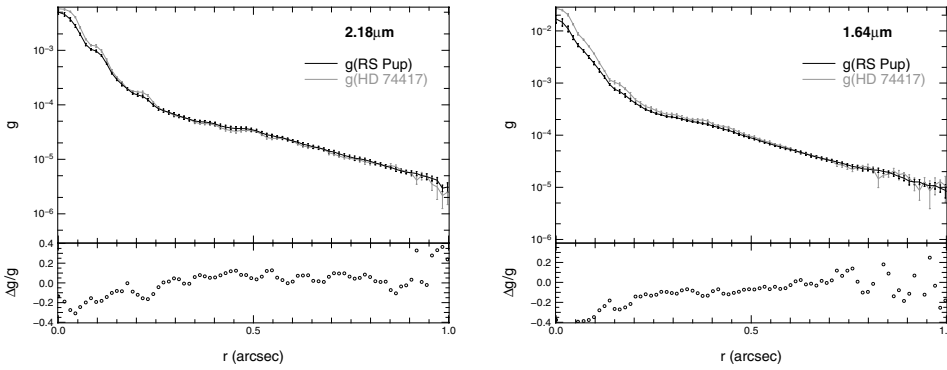 2.18μm
g(RS Pup)
g(HD 74417)
g
10⁻³
10⁻⁴
10⁻⁵
10⁻⁶
Δg/g
0.4
0.2
0.0
−0.2
−0.4
0.0
0.5
1.0
r (arcsec)
1.64μm
g(RS Pup)
g(HD 74417)
g
10⁻²
10⁻³
10⁻⁴
10⁻⁵
10⁻⁶
Δg/g
0.2
0.0
−0.2
−0.4
0.0
0.5
1.
r (arcsec)